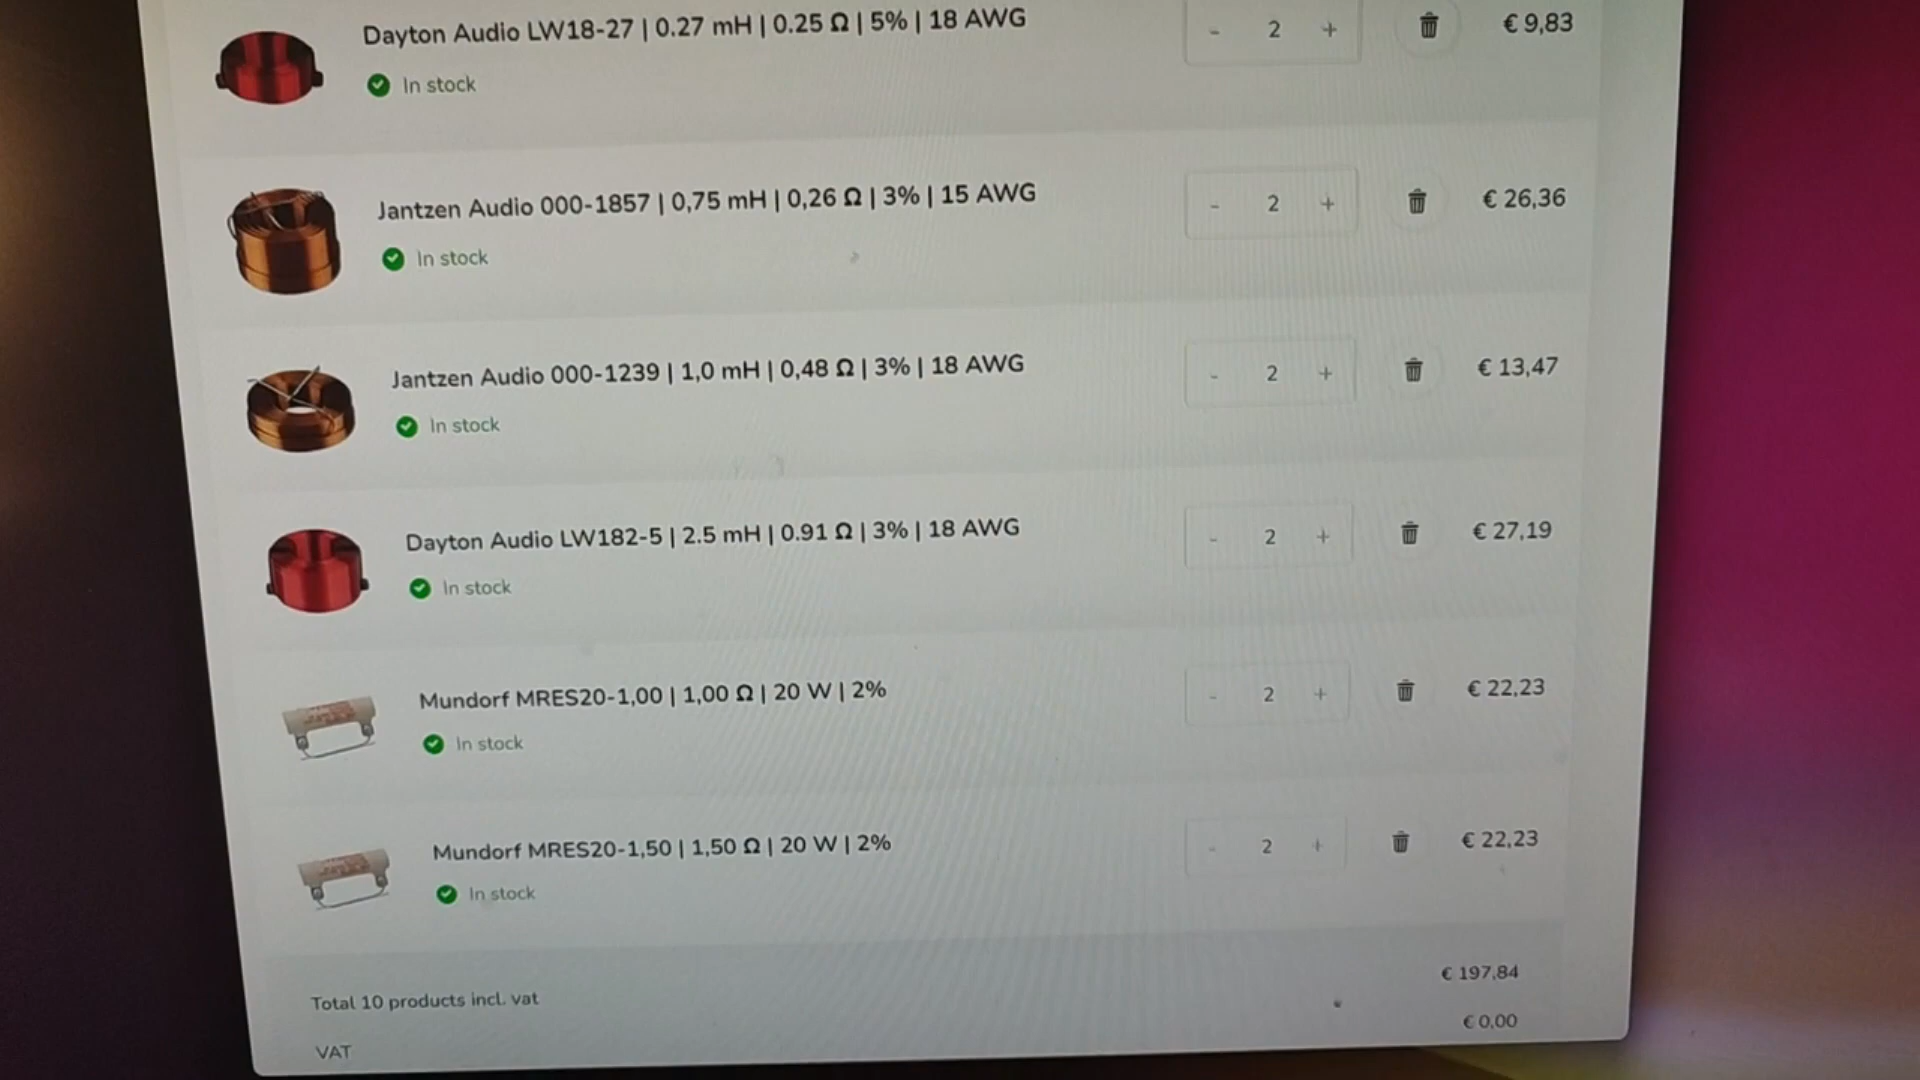 Dayton Audio LW18-27 | 0.27 mH | 0.25 Ω | 5% | 18 AWG - 2 + € 9,83
In stock
Jantzen Audio 000-1857 | 0,75 mH | 0,26 Ω | 3% | 15 AWG - 2 + € 26,36
In stock
Jantzen Audio 000-1239 | 1,0 mH | 0,48 Ω | 3% | 18 AWG - 2 + € 13,47
In stock
Dayton Audio LW182-5 | 2.5 mH | 0.91 Ω | 3% | 18 AWG - 2 + € 27,19
In stock
Mundorf MRES20-1,00 | 1,00 Ω | 20 W | 2% - 2 + € 22,23
In stock
Mundorf MRES20-1,50 | 1,50 Ω | 20 W | 2% - 2 + € 22,23
In stock
Total 10 products incl. vat € 197,84
VAT € 0,00